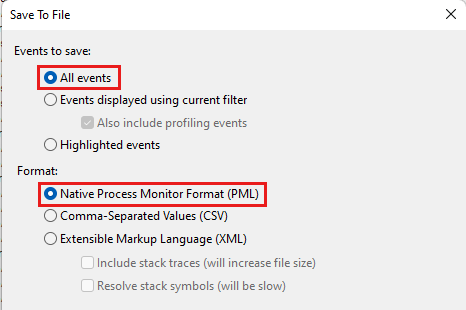 Save To File
Events to save:
All events
Events displayed using current filter
Also include profiling events
Highlighted events
Format:
Native Process Monitor Format (PML)
Comma-Separated Values (CSV)
Extensible Markup Language (XML)
Include stack traces (will increase file size)
Resolve stack symbols (will be slow)